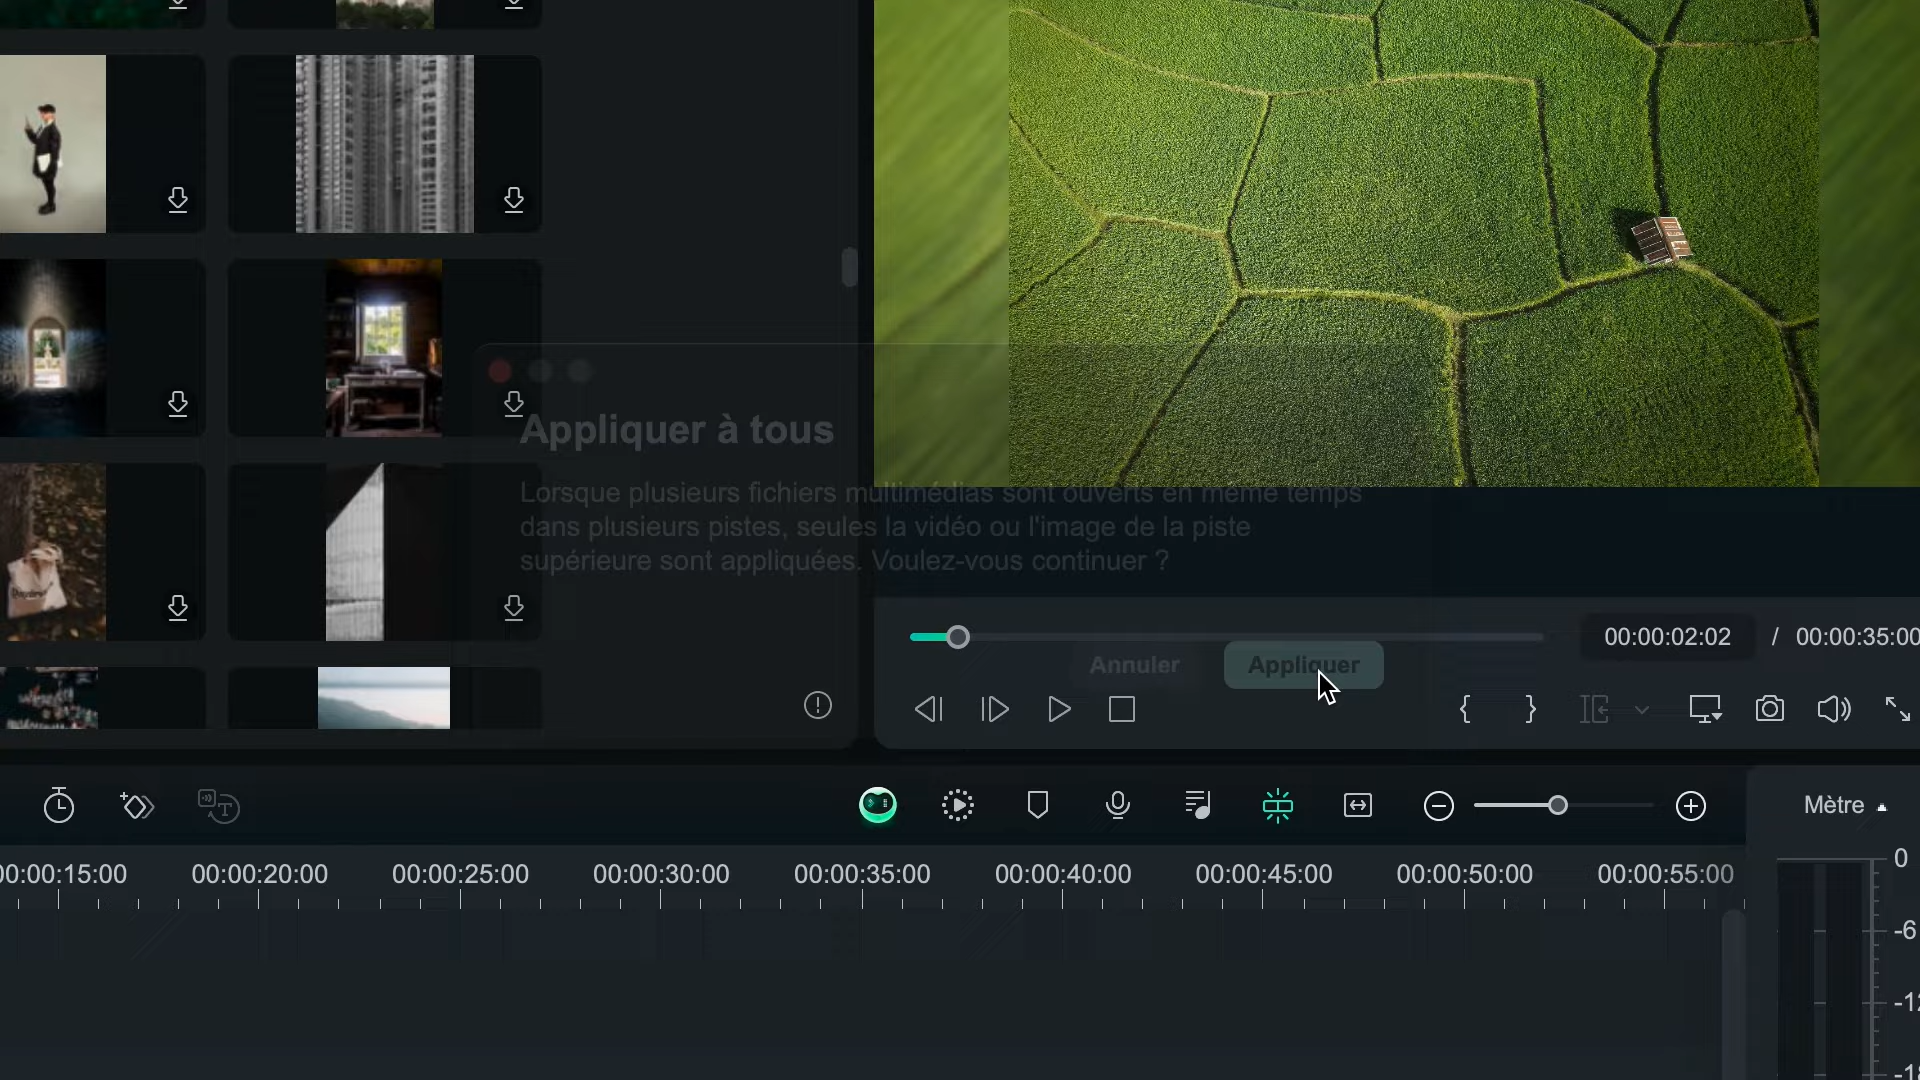 Appliquer à tous
Lorsque plusieurs fichiers multimédias sont ouverts en même temps
dans plusieurs pistes, seules la vidéo ou l'image de la piste
supérieure sont appliquées. Voulez-vous continuer ?
00:00:02:02 / 00:00:35:00
Annuler Appliquer
Mètre
00:00:15:00 00:00:20:00 00:00:25:00 00:00:30:00 00:00:35:00 00:00:40:00 00:00:45:00 00:00:50:00 00:00:55:00
0
-6